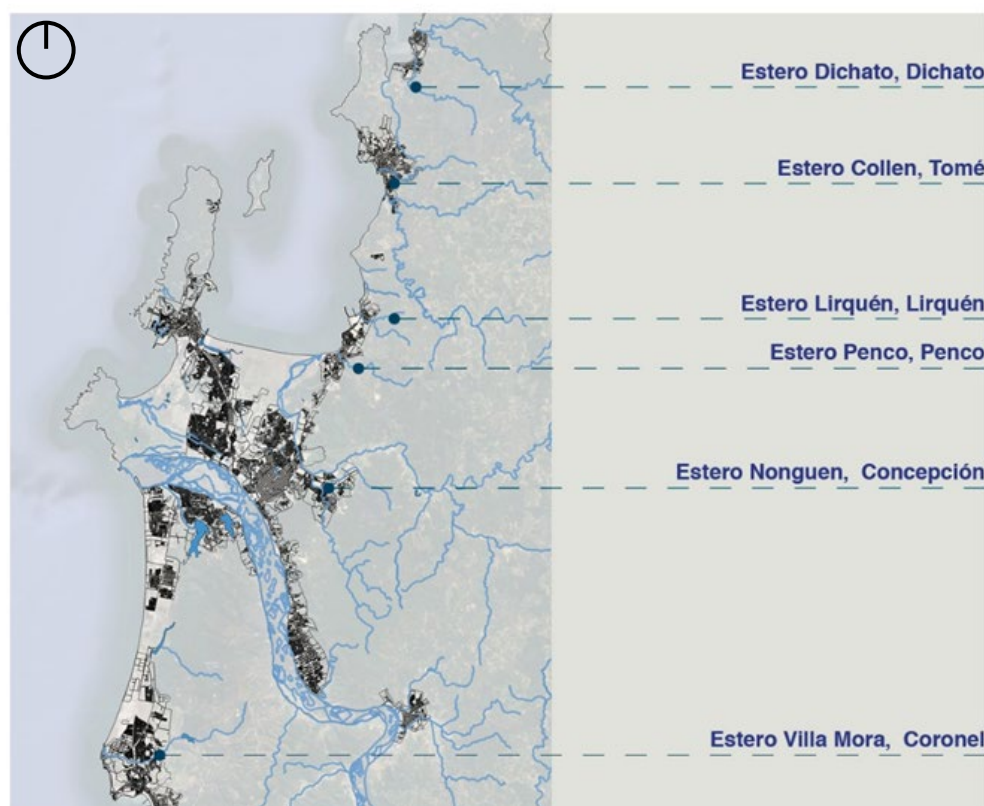 Estero Dichato, Dichato
Estero Collen, Tomé
Estero Lirquén, Lirquén
Estero Penco, Penco
Estero Nonguen, Concepción
Estero Villa Mora, Coronel